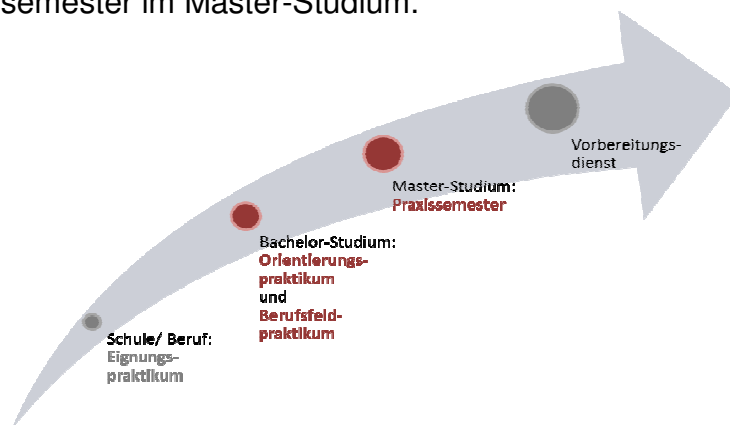 semester im Master-Studium.
Vorbereitungs-
dienst
Master-Studium:
Praxissemester
Bachelor-Studium:
Orientierungs-
praktikum
und
Berufsfeld-
praktikum
Schule/ Beruf:
Eignungs-
praktikum